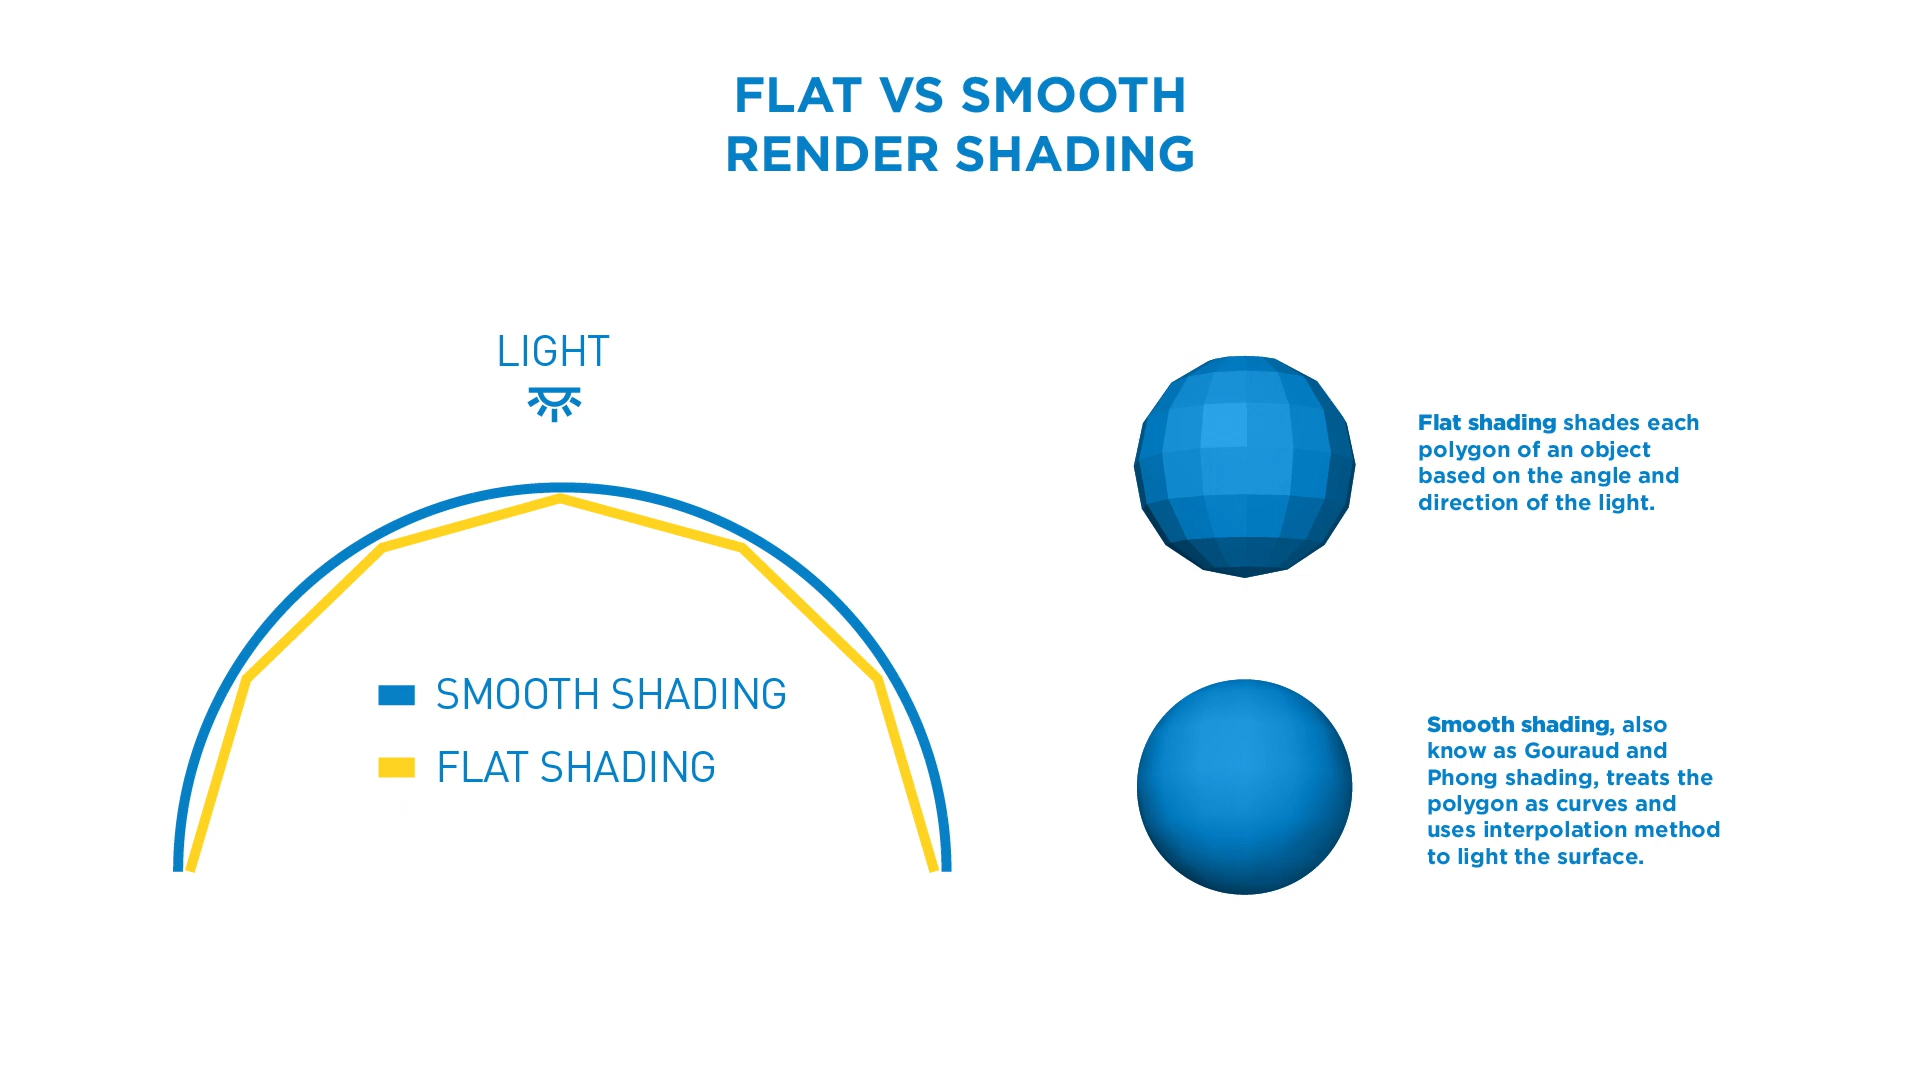 FLAT VS SMOOTH
RENDER SHADING
LIGHT
SMOOTH SHADING
FLAT SHADING
Flat shading shades each
polygon of an object
based on the angle and
direction of the light.
Smooth shading, also
know as Gouraud and
Phong shading, treats the
polygon as curves and
uses interpolation method
to light the surface.